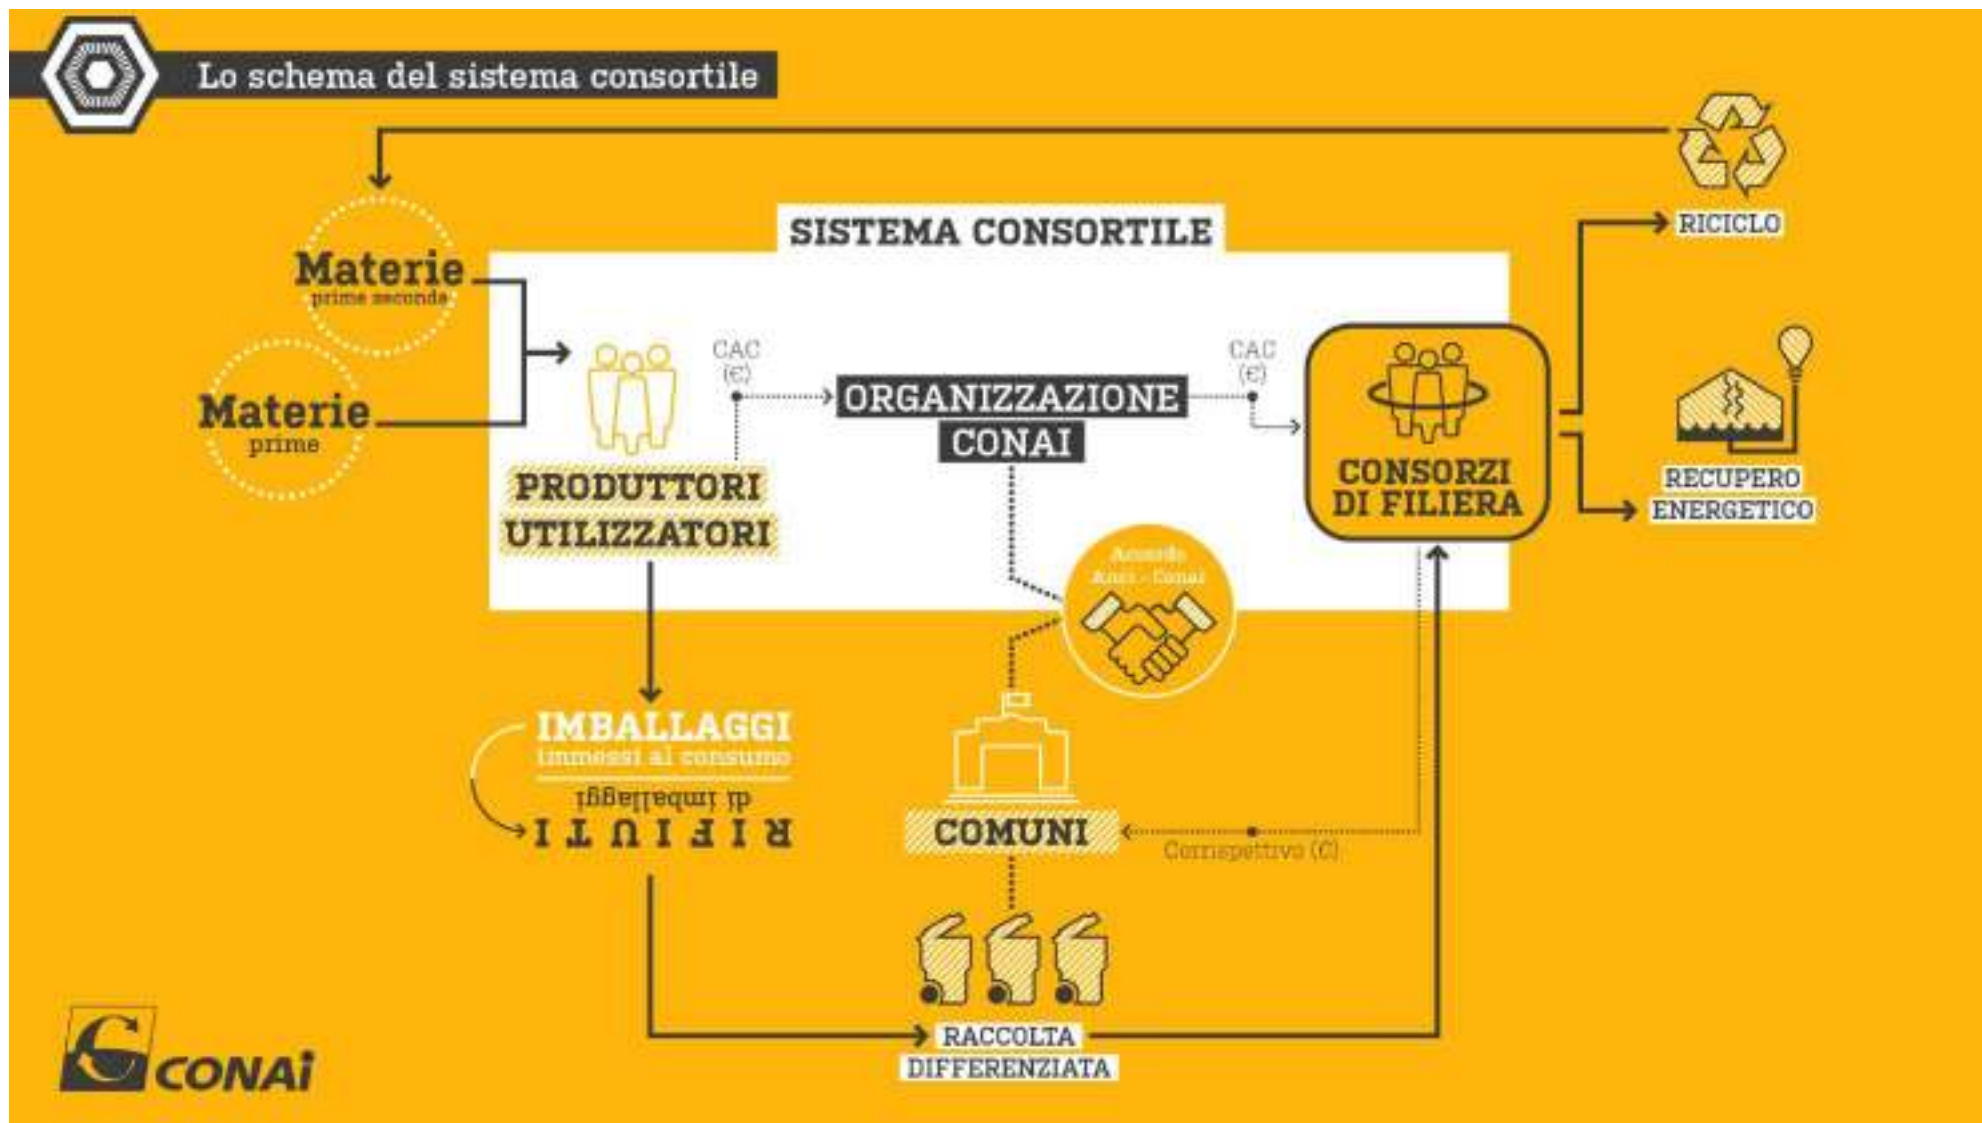 Lo schema del sistema consortile
RICICLO
SISTEMA CONSORTILE
Materie
prime seconde
Materie
prime
CAC
(€)
ORGANIZZAZIONE
CONAI
CAC
(€)
CONSORZI
DI FILIERA
RECUPERO
ENERGETICO
PRODUTTORI
UTILIZZATORI
Accordo
Anci - Conai
IMBALLAGGI
immessi al consumo
di imballaggi
RIFIUTI
COMUNI
Corrispettivo (€)
RACCOLTA
DIFFERENZIATA
CONAi